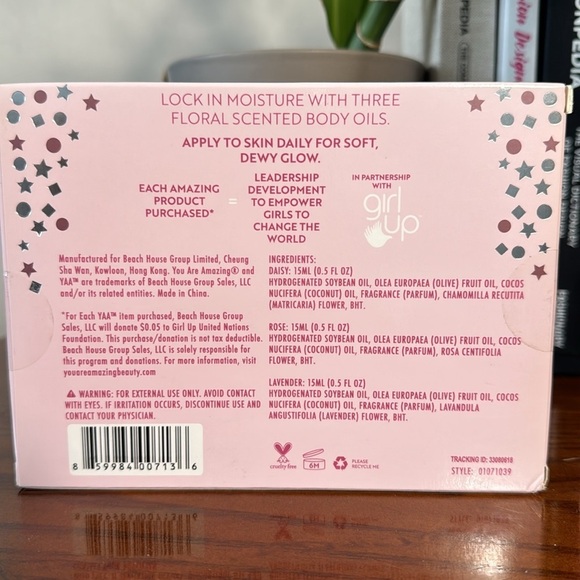 LOCK IN MOISTURE WITH THREE
FLORAL SCENTED BODY OILS.
APPLY TO SKIN DAILY FOR SOFT,
DEWY GLOW.
EACH AMAZING
PRODUCT
PURCHASED*
=
LEADERSHIP
DEVELOPMENT
TO EMPOWER
GIRLS TO
CHANGE THE
WORLD
IN PARTNERSHIP
WITH
girl
up™
Manufactured for Beach House Group Limited, Cheung
Sha Wan, Kowloon, Hong Kong. You Are Amazing® and
YAA™ are trademarks of Beach House Group Sales, LLC
and/or its related entities. Made in China.
*For Each YAA™ item purchased, Beach House Group
Sales, LLC will donate $0.05 to Girl Up United Nations
Foundation. This purchase/donation is not tax deductible.
Beach House Group Sales, LLC is solely responsible for
this program and donations. For more information, visit
youareamazingbeauty.com
WARNING: FOR EXTERNAL USE ONLY. AVOID CONTACT
WITH EYES. IF IRRITATION OCCURS, DISCONTINUE USE AND
CONTACT YOUR PHYSICIAN.
8 59984 00713 6
INGREDIENTS:
DAISY: 15ML (0.5 FL OZ)
HYDROGENATED SOYBEAN OIL, OLEA EUROPAEA (OLIVE) FRUIT OIL, COCOS
NUCIFERA (COCONUT) OIL, FRAGRANCE (PARFUM), CHAMOMILLA RECUTITA
(MATRICARIA) FLOWER, BHT.
ROSE: 15ML (0.5 FL OZ)
HYDROGENATED SOYBEAN OIL, OLEA EUROPAEA (OLIVE) FRUIT OIL, COCOS
NUCIFERA (COCONUT) OIL, FRAGRANCE (PARFUM), ROSA CENTIFOLIA
FLOWER, BHT.
LAVENDER: 15ML (0.5 FL OZ)
HYDROGENATED SOYBEAN OIL, OLEA EUROPAEA (OLIVE) FRUIT OIL, COCOS
NUCIFERA (COCONUT) OIL, FRAGRANCE (PARFUM), LAVANDULA
ANGUSTIFOLIA (LAVENDER) FLOWER, BHT.
cruelty free
6M
PLEASE
RECYCLE ME
TRACKING ID: 33080618
STYLE: 01071039